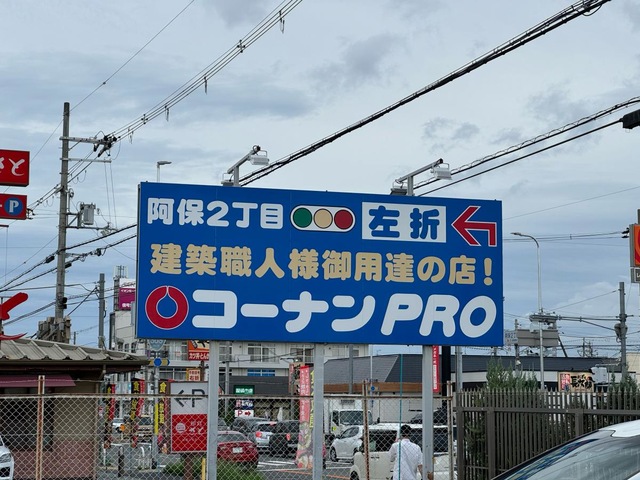 阿保2丁目 左折
建築職人様御用達の店!
コーナンPRO
と
P
←P